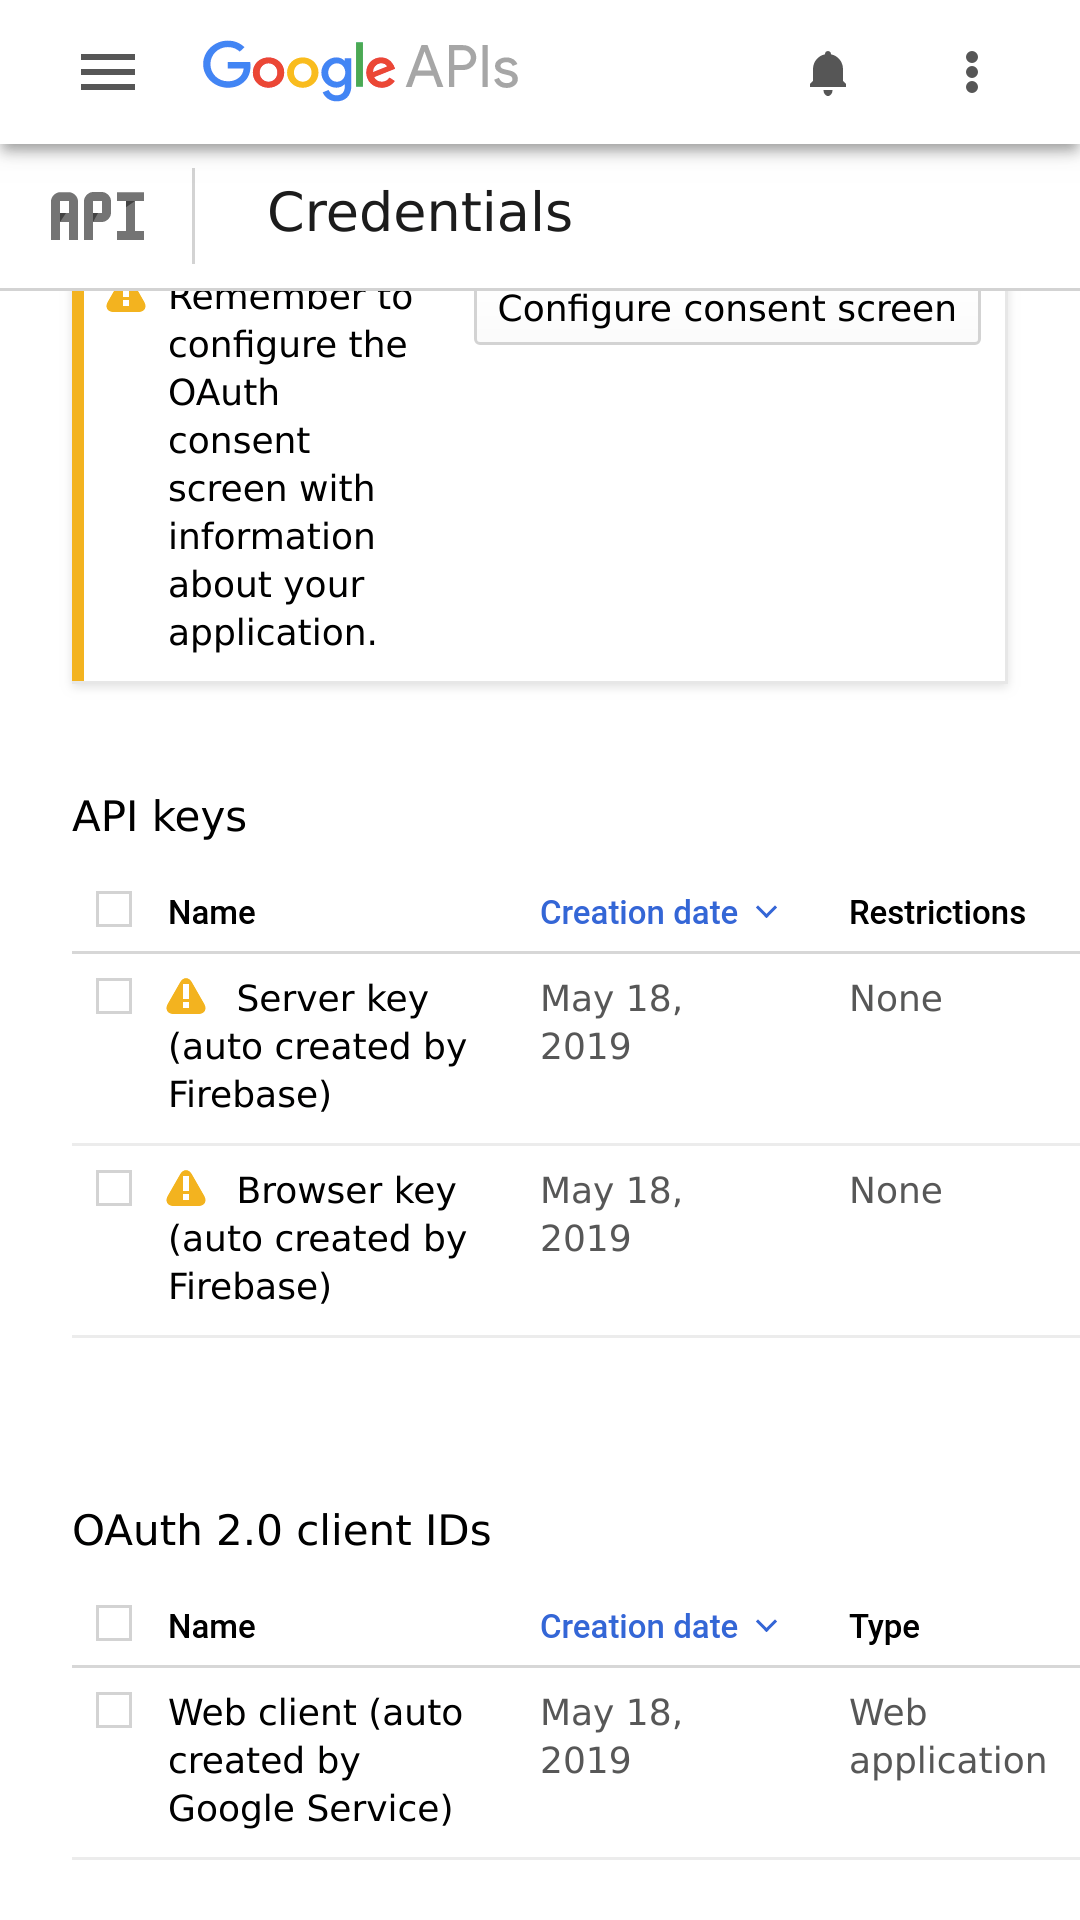 Google APIs
API
Credentials
Remember to
Configure consent screen
configure the
OAuth
consent
screen with
information
about your
application.
API keys
Name Creation date Restrictions
Server key May 18, None
(auto created by 2019
Firebase)
Browser key May 18, None
(auto created by 2019
Firebase)
OAuth 2.0 client IDs
Name Creation date Type
Web client (auto May 18, Web
created by 2019 application
Google Service)